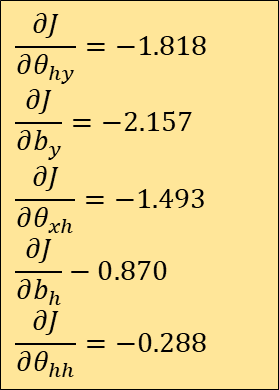 ∂J/∂θ_hy = −1.818
∂J/∂b_y = −2.157
∂J/∂θ_xh = −1.493
∂J/∂b_h − 0.870
∂J/∂θ_hh = −0.288